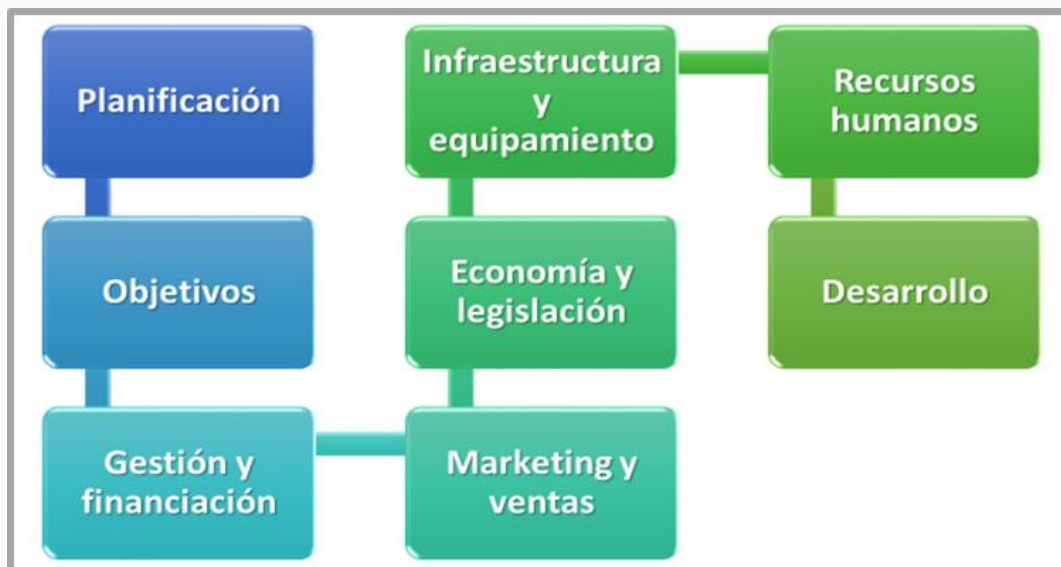 Planificación
Objetivos
Gestión y
financiación
Marketing y
ventas
Economía y
legislación
Infraestructura
y
equipamiento
Recursos
humanos
Desarrollo